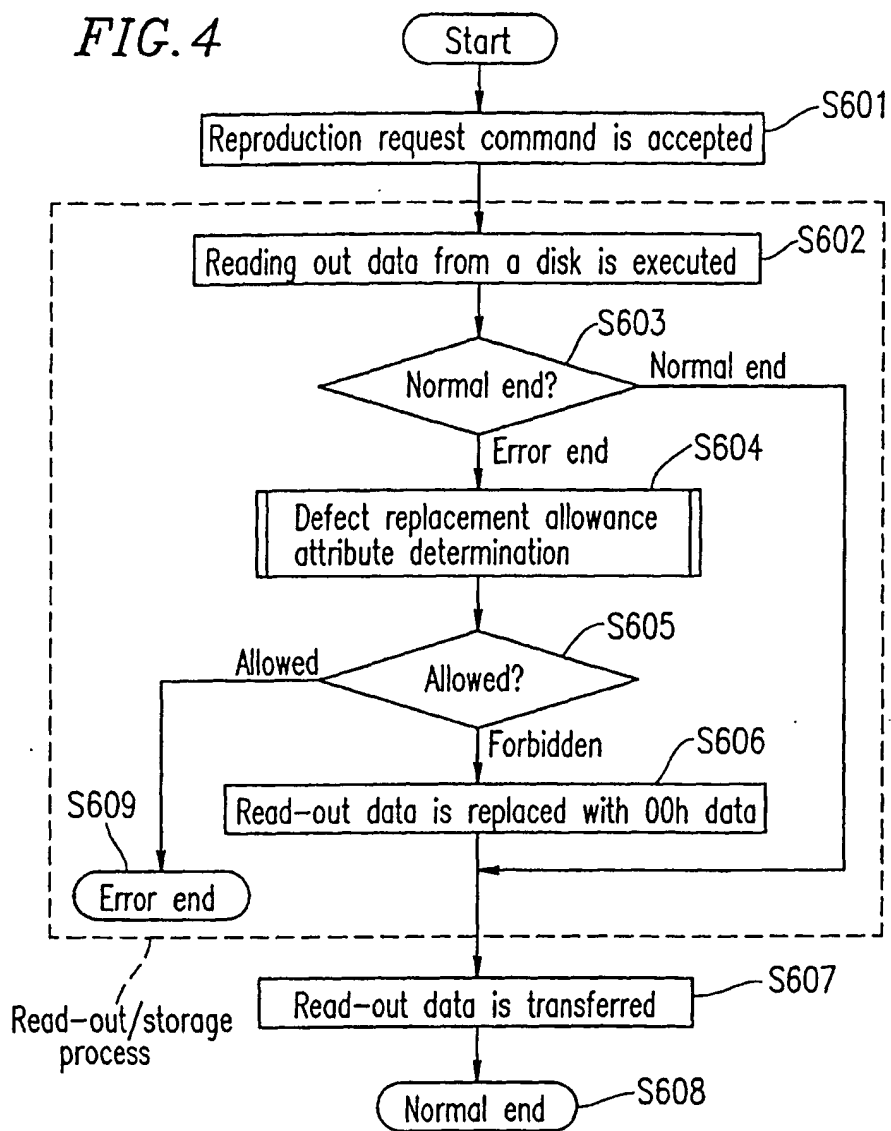 FIG. 4
Start
S601
Reproduction request command is accepted
S602
Reading out data from a disk is executed
S603
Normal end?
Normal end
Error end
S604
Defect replacement allowance
attribute determination
S605
Allowed
Allowed?
Forbidden
S606
Read-out data is replaced with 00h data
S609
Error end
S607
Read-out data is transferred
Read-out/storage
process
S608
Normal end